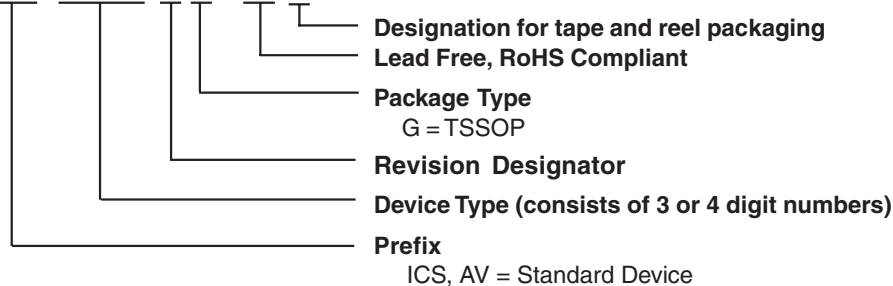 Designation for tape and reel packaging
Lead Free, RoHS Compliant
Package Type
G = TSSOP
Revision Designator
Device Type (consists of 3 or 4 digit numbers)
Prefix
ICS, AV = Standard Device